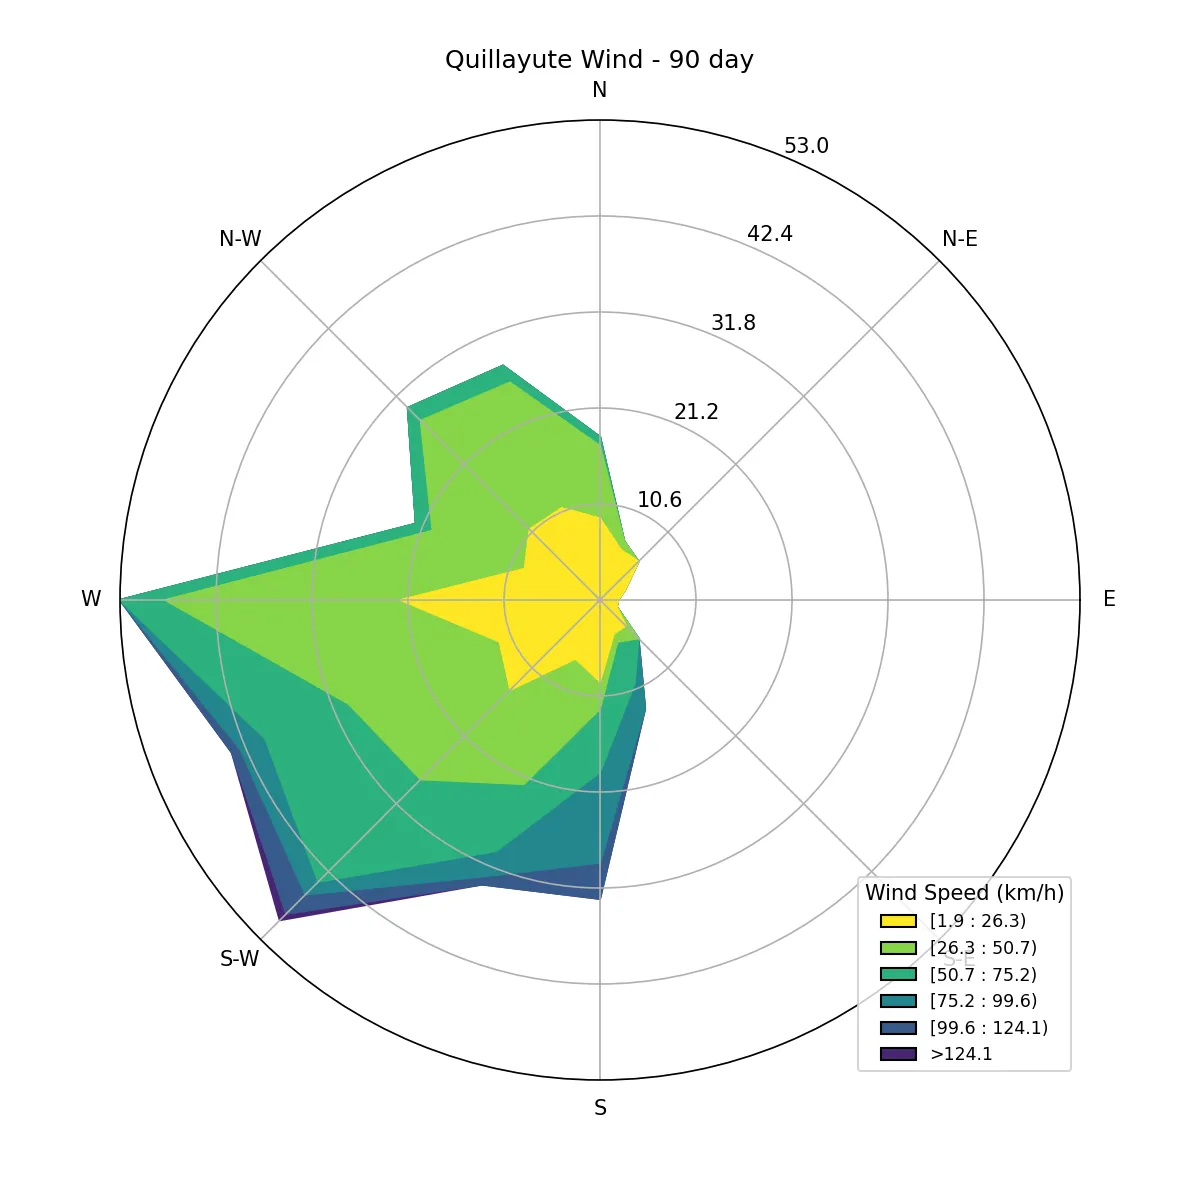 Quillayute Wind - 90 day
N
53.0
N-W
42.4
N-E
31.8
21.2
10.6
W
E
S-W
S-E
S
Wind Speed (km/h)
[1.9 : 26.3)
[26.3 : 50.7)
[50.7 : 75.2)
[75.2 : 99.6)
[99.6 : 124.1)
>124.1